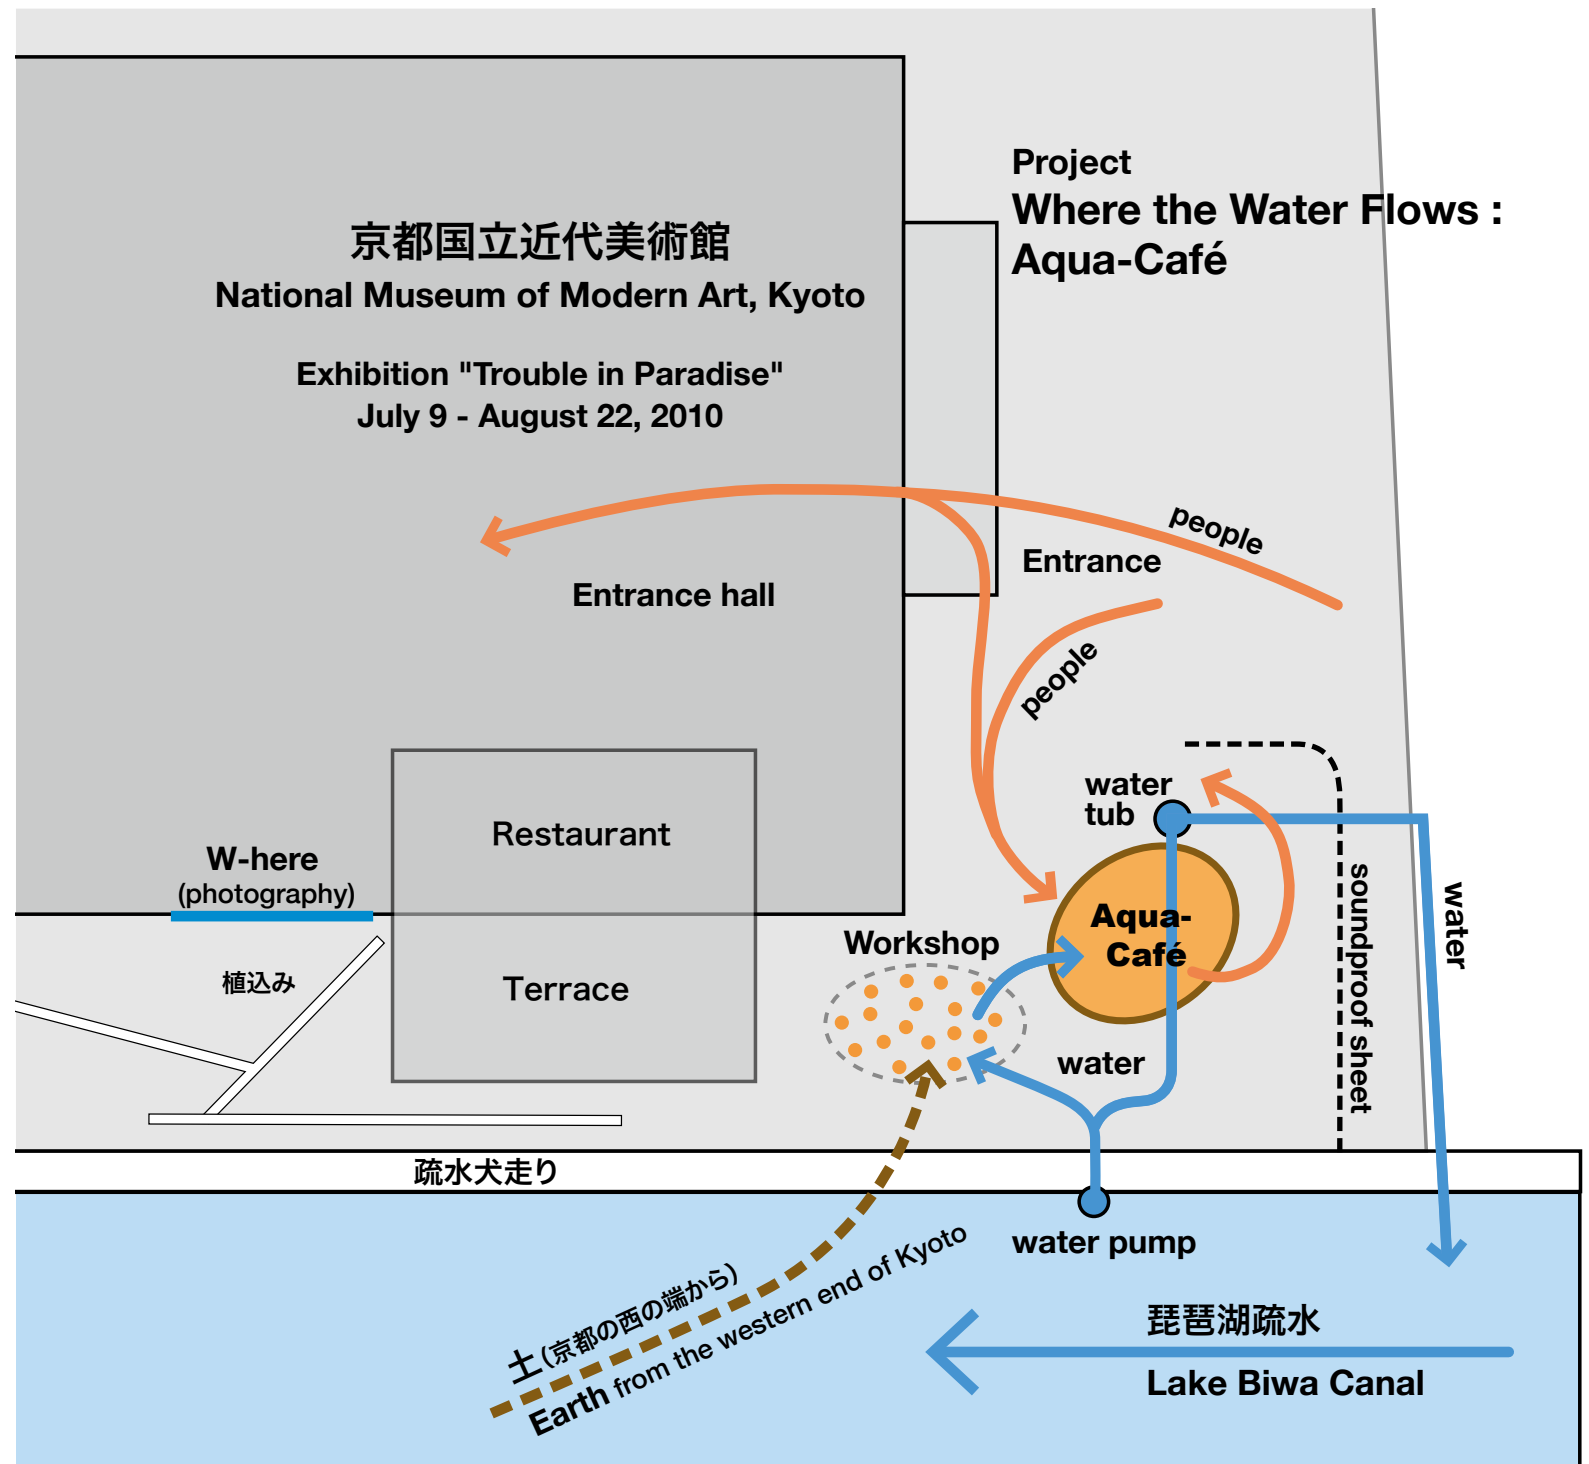 Project
Where the Water Flows :
Aqua-Café
京都国立近代美術館
National Museum of Modern Art, Kyoto
Exhibition "Trouble in Paradise"
July 9 - August 22, 2010
people
Entrance
Entrance hall
people
water
tub
Restaurant
W-here
(photography)
Aqua-
Café
soundproof sheet
water
Workshop
植込み
Terrace
water
疏水犬走り
water pump
土(京都の西の端から)
Earth from the western end of Kyoto
琵琶湖疏水
Lake Biwa Canal